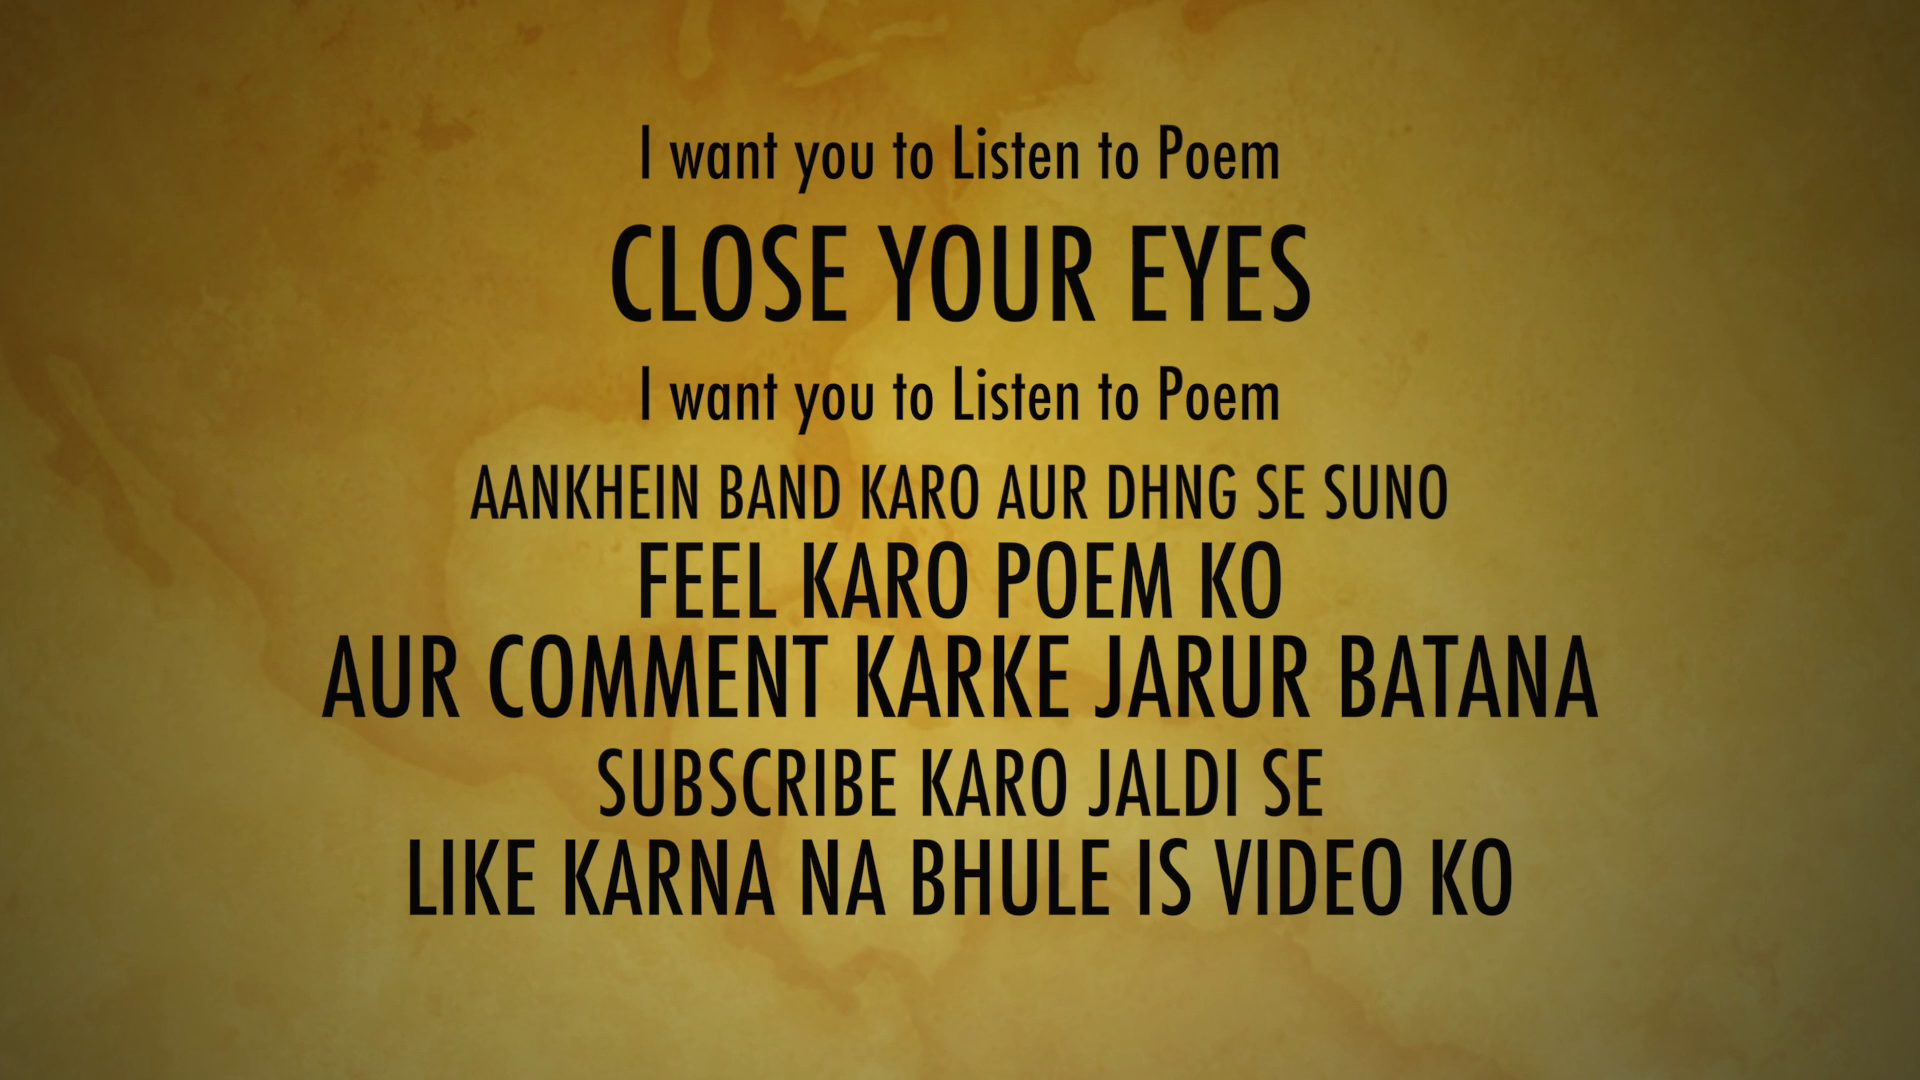 I want you to Listen to Poem
CLOSE YOUR EYES
I want you to Listen to Poem
AANKHEIN BAND KARO AUR DHNG SE SUNO
FEEL KARO POEM KO
AUR COMMENT KARKE JARUR BATANA
SUBSCRIBE KARO JALDI SE
LIKE KARNA NA BHULE IS VIDEO KO